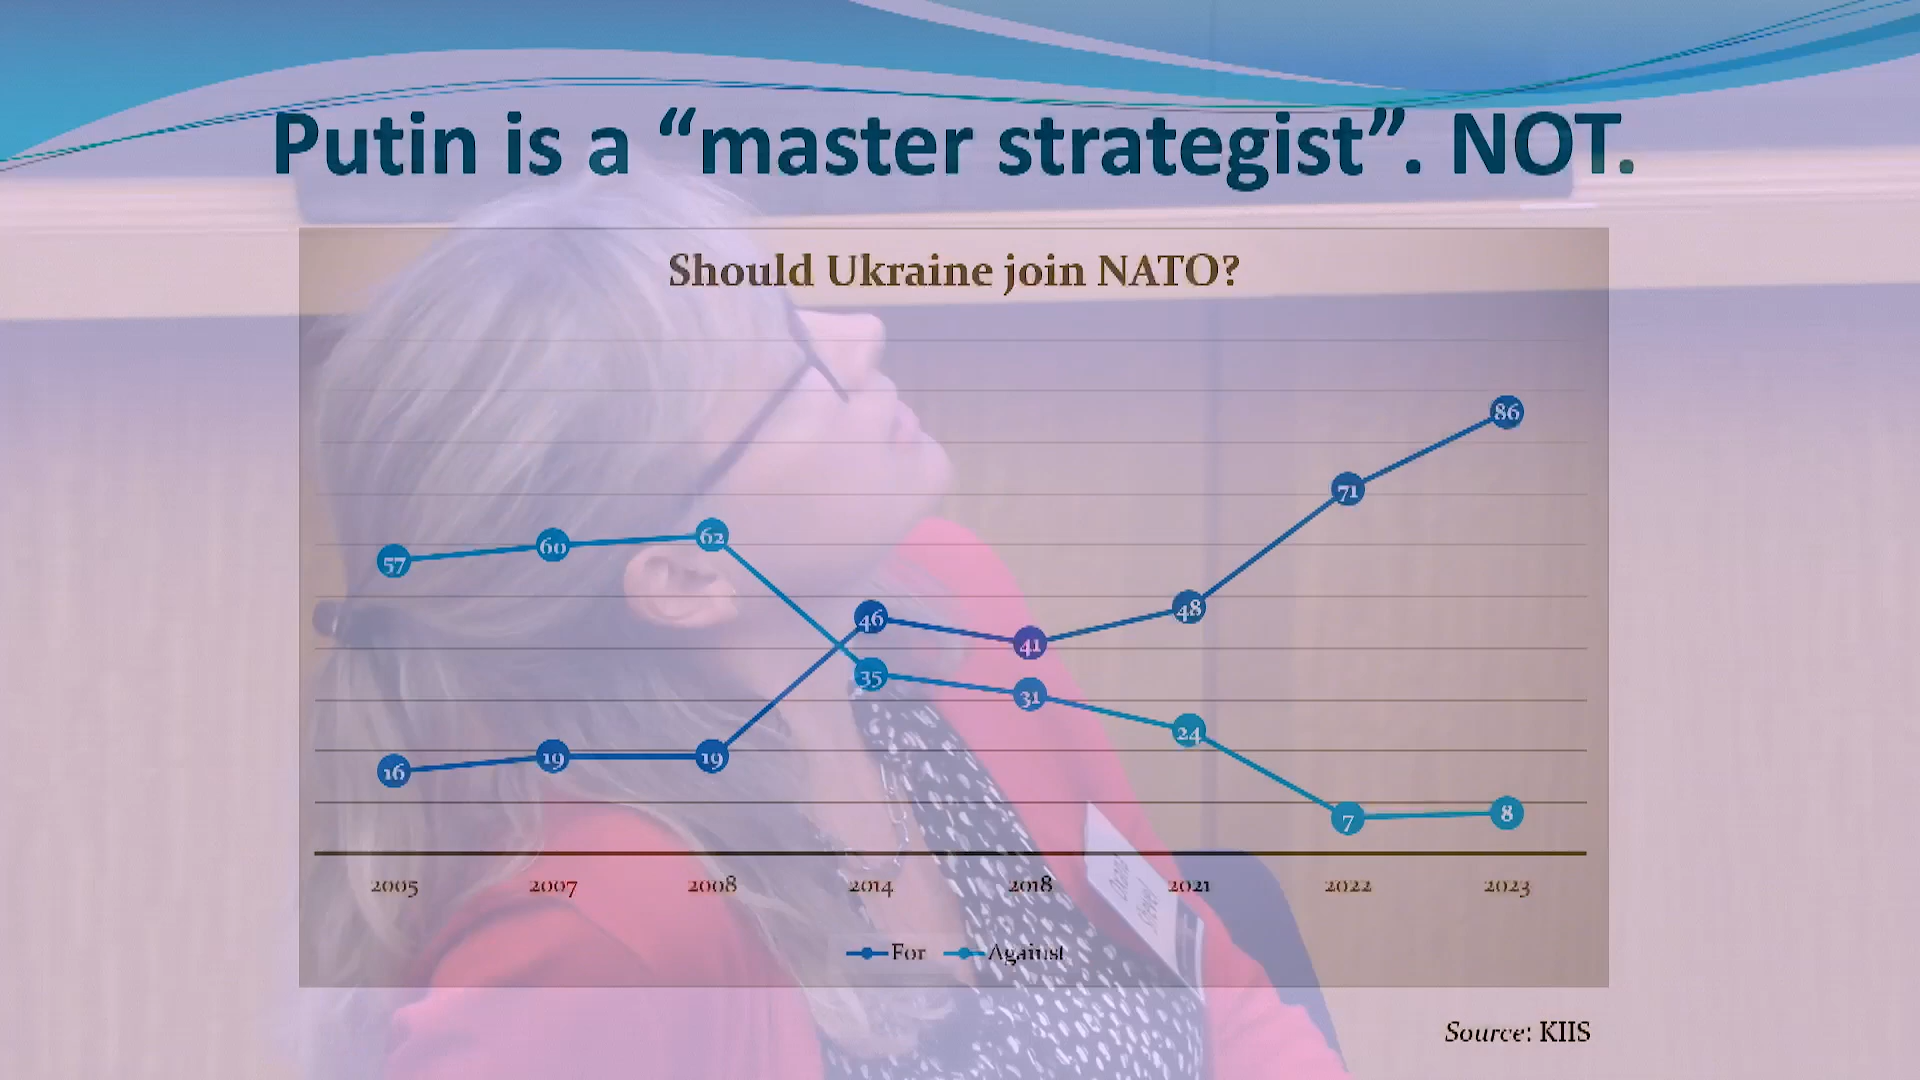 Putin is a “master strategist”. NOT.
Should Ukraine join NATO?
86
71
57 60 62
46 41 48
35 31 24
16 19 19
7 8
2005 2007 2008 2014 2018 2021 2022 2023
For Against
Source: KIIS